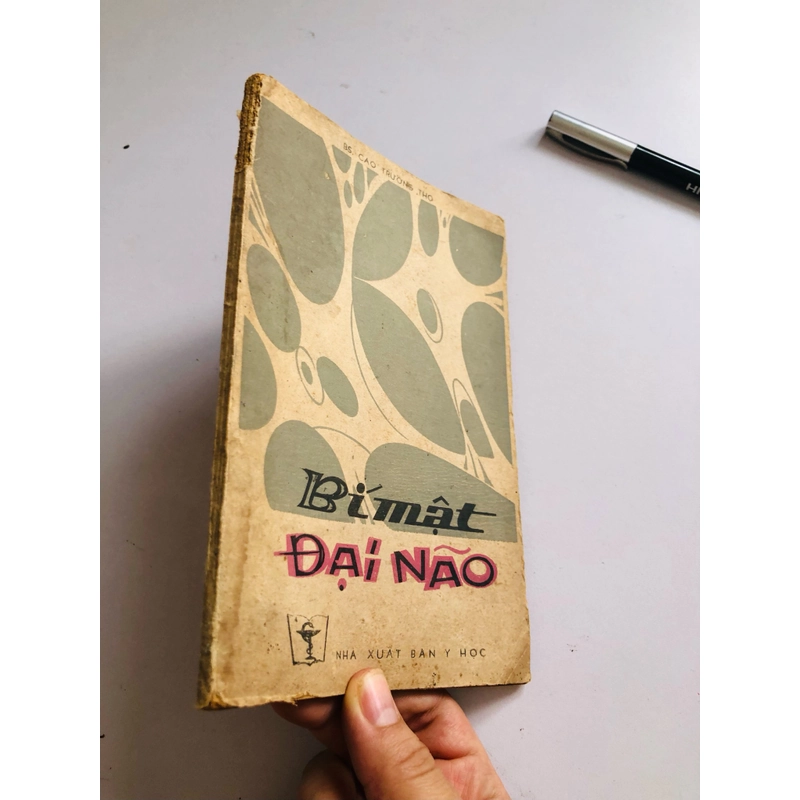 BS. CAO TRƯỜNG THỌ
Bí mật
ĐẠI NÃO
NHÀ XUẤT BẢN Y HỌC